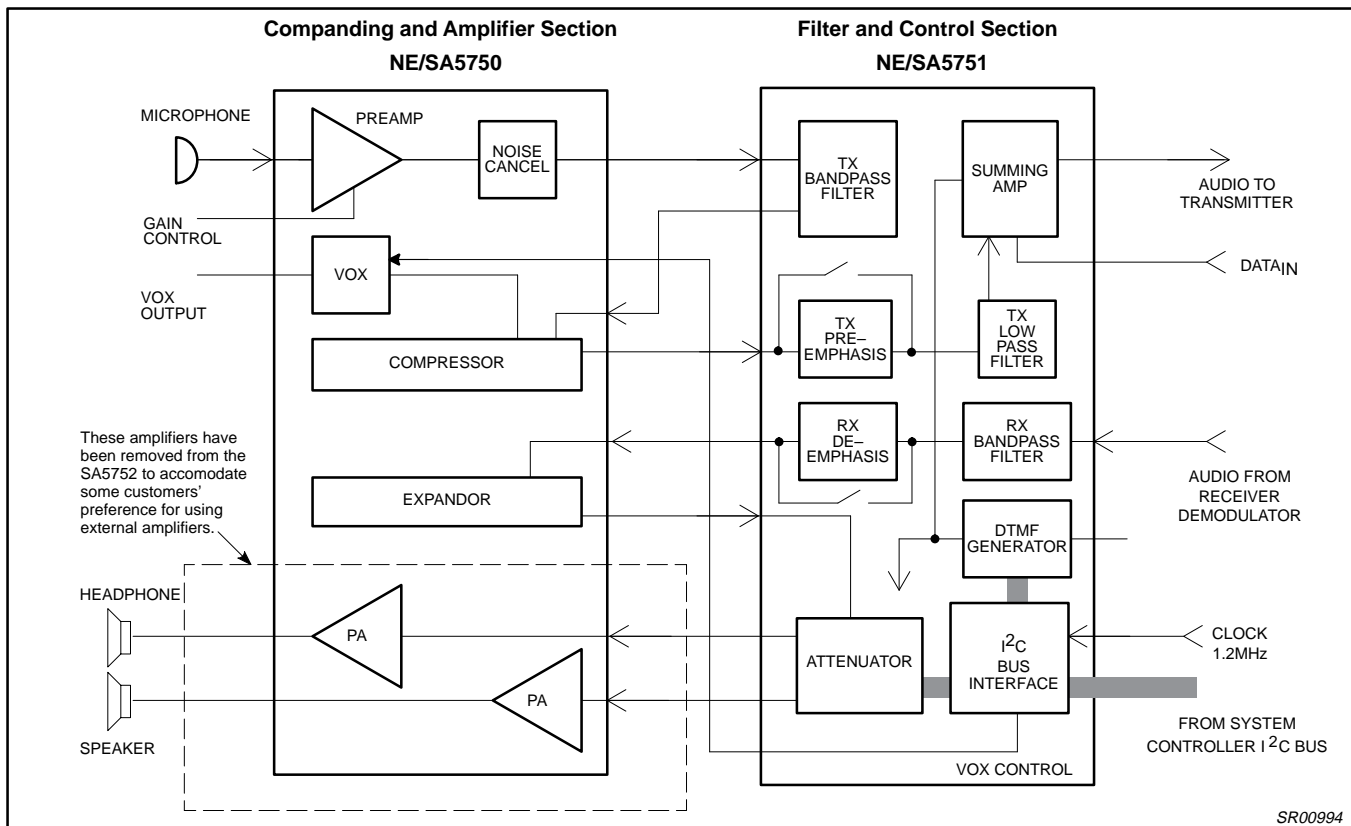 Companding and Amplifier Section
NE/SA5750
Filter and Control Section
NE/SA5751
MICROPHONE
PREAMP
NOISE
CANCEL
GAIN
CONTROL
VOX
VOX
OUTPUT
COMPRESSOR
These amplifiers have
been removed from the
SA5752 to accomodate
some customers'
preference for using
external amplifiers.
EXPANDOR
HEADPHONE
PA
PA
SPEAKER
TX
BANDPASS
FILTER
SUMMING
AMP
AUDIO TO
TRANSMITTER
DATAIN
TX
PRE–
EMPHASIS
TX
LOW
PASS
FILTER
RX
DE–
EMPHASIS
RX
BANDPASS
FILTER
AUDIO FROM
RECEIVER
DEMODULATOR
DTMF
GENERATOR
ATTENUATOR
I2C
BUS
INTERFACE
CLOCK
1.2MHz
FROM SYSTEM
CONTROLLER I2C BUS
VOX CONTROL
SR00994